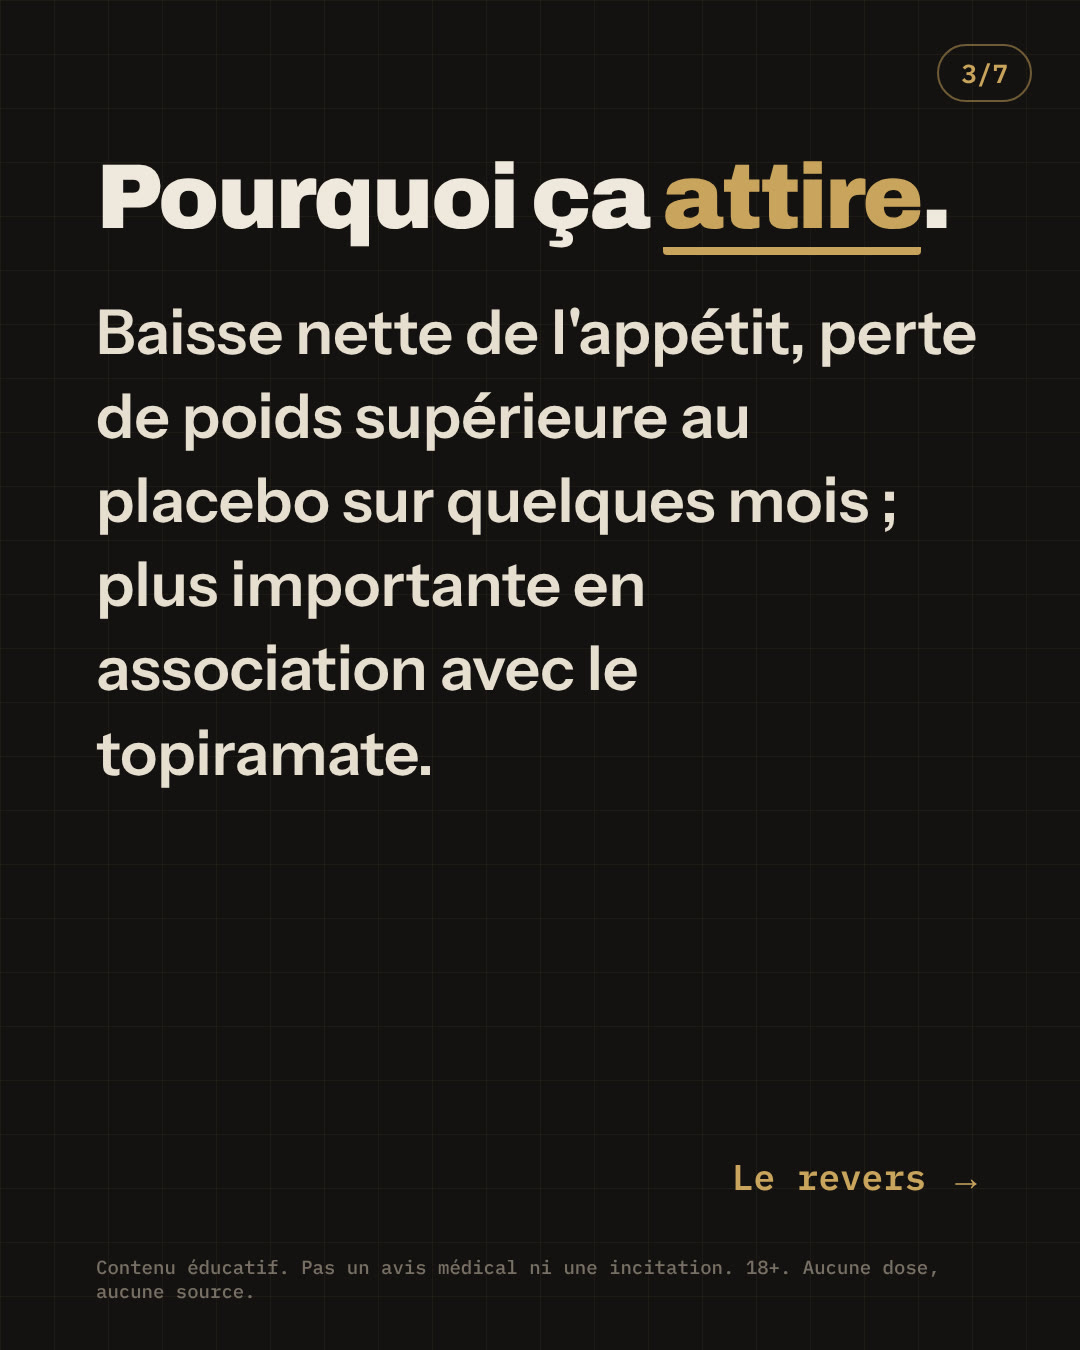 3/7
Pourquoi ça attire.
Baisse nette de l'appétit, perte
de poids supérieure au
placebo sur quelques mois ;
plus importante en
association avec le
topiramate.
Le revers →
Contenu éducatif. Pas un avis médical ni une incitation. 18+. Aucune dose,
aucune source.